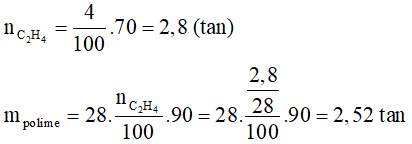 n_{C_2H_4} = \frac{4}{100}.70 = 2,8 (tan)
m_{polime} = 28.\frac{n_{C_2H_4}}{100}.90 = 28.\frac{\frac{2,8}{28}}{100}.90 = 2,52 tan